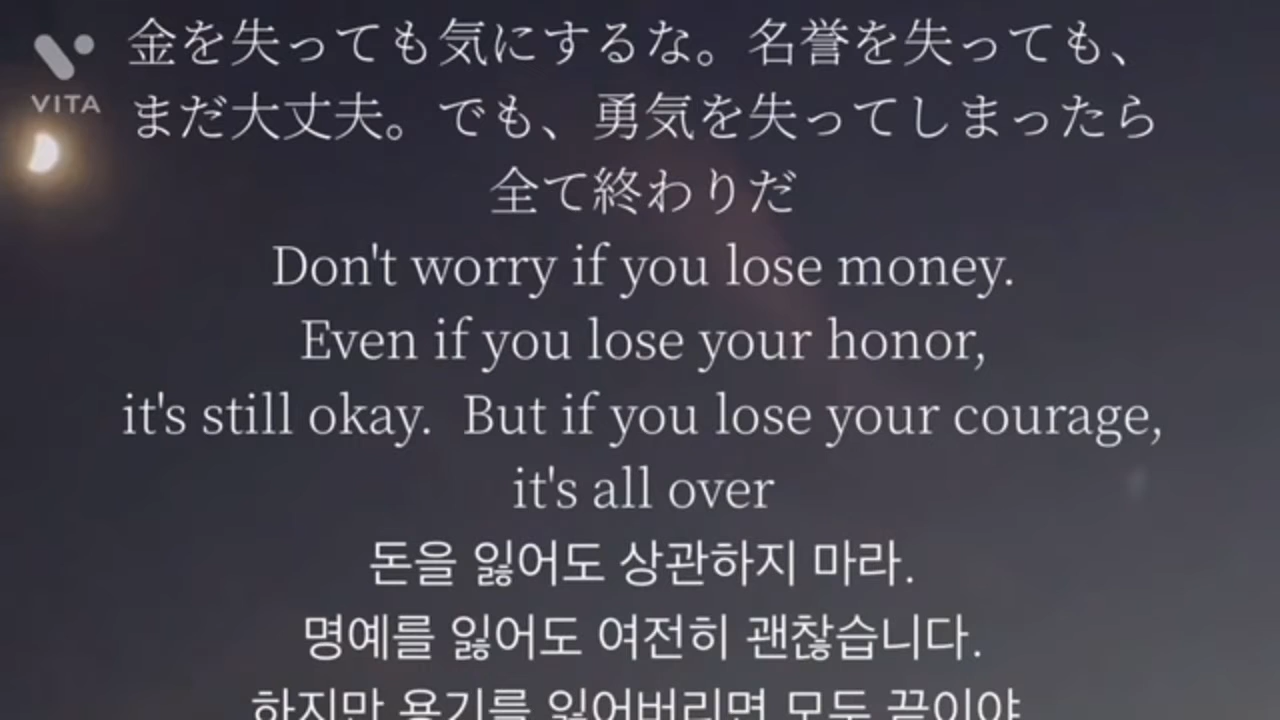 VITA
金を失っても気にするな。名誉を失っても、
まだ大丈夫。でも、勇気を失ってしまったら
全て終わりだ
Don't worry if you lose money.
Even if you lose your honor,
it's still okay. But if you lose your courage,
it's all over
돈을 잃어도 상관하지 마라.
명예를 잃어도 여전히 괜찮습니다.
하지만 용기를 잃어버리면 모두 끝이야